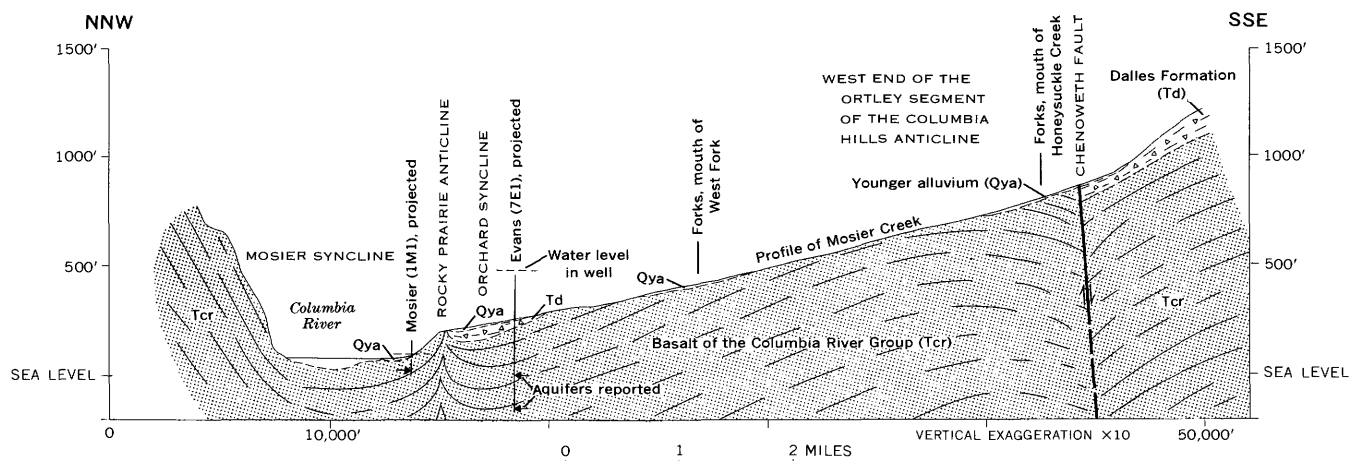 NNW
SSE
1500'
1000'
500'
SEA LEVEL
1500'
1000'
500'
SEA LEVEL
MOSIER SYNCLINE
Columbia
River
Tcr
Qya
Mosier (1M1), projected
ROCKY PRAIRIE ANTICLINE
ORCHARD SYNCLINE
Evans (7E1), projected
Water level
in well
Qya
Td
Aquifers reported
Forks, mouth of
West Fork
Qya
Profile of Mosier Creek
Basalt of the Columbia River Group (Tcr)
WEST END OF THE
ORTLEY SEGMENT
OF THE COLUMBIA
HILLS ANTICLINE
Younger alluvium (Qya)
Forks, mouth of
Honeysuckle Creek
CHENOWETH FAULT
Dalles Formation
(Td)
Tcr
0
10,000'
VERTICAL EXAGGERATION ×10
50,000'
0
1
2 MILES